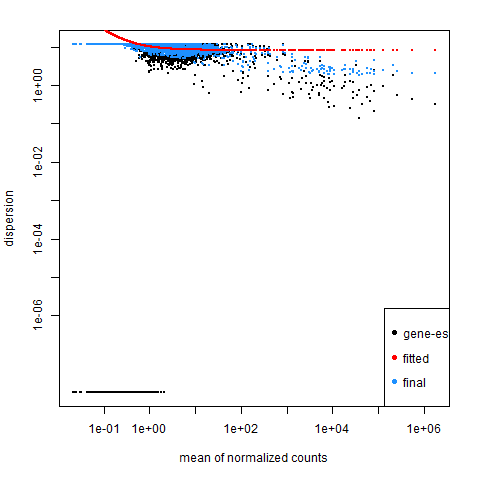 dispersion
1e+00
1e-02
1e-04
1e-06
1e-01
1e+00
1e+02
1e+04
1e+06
mean of normalized counts
gene-es
fitted
final